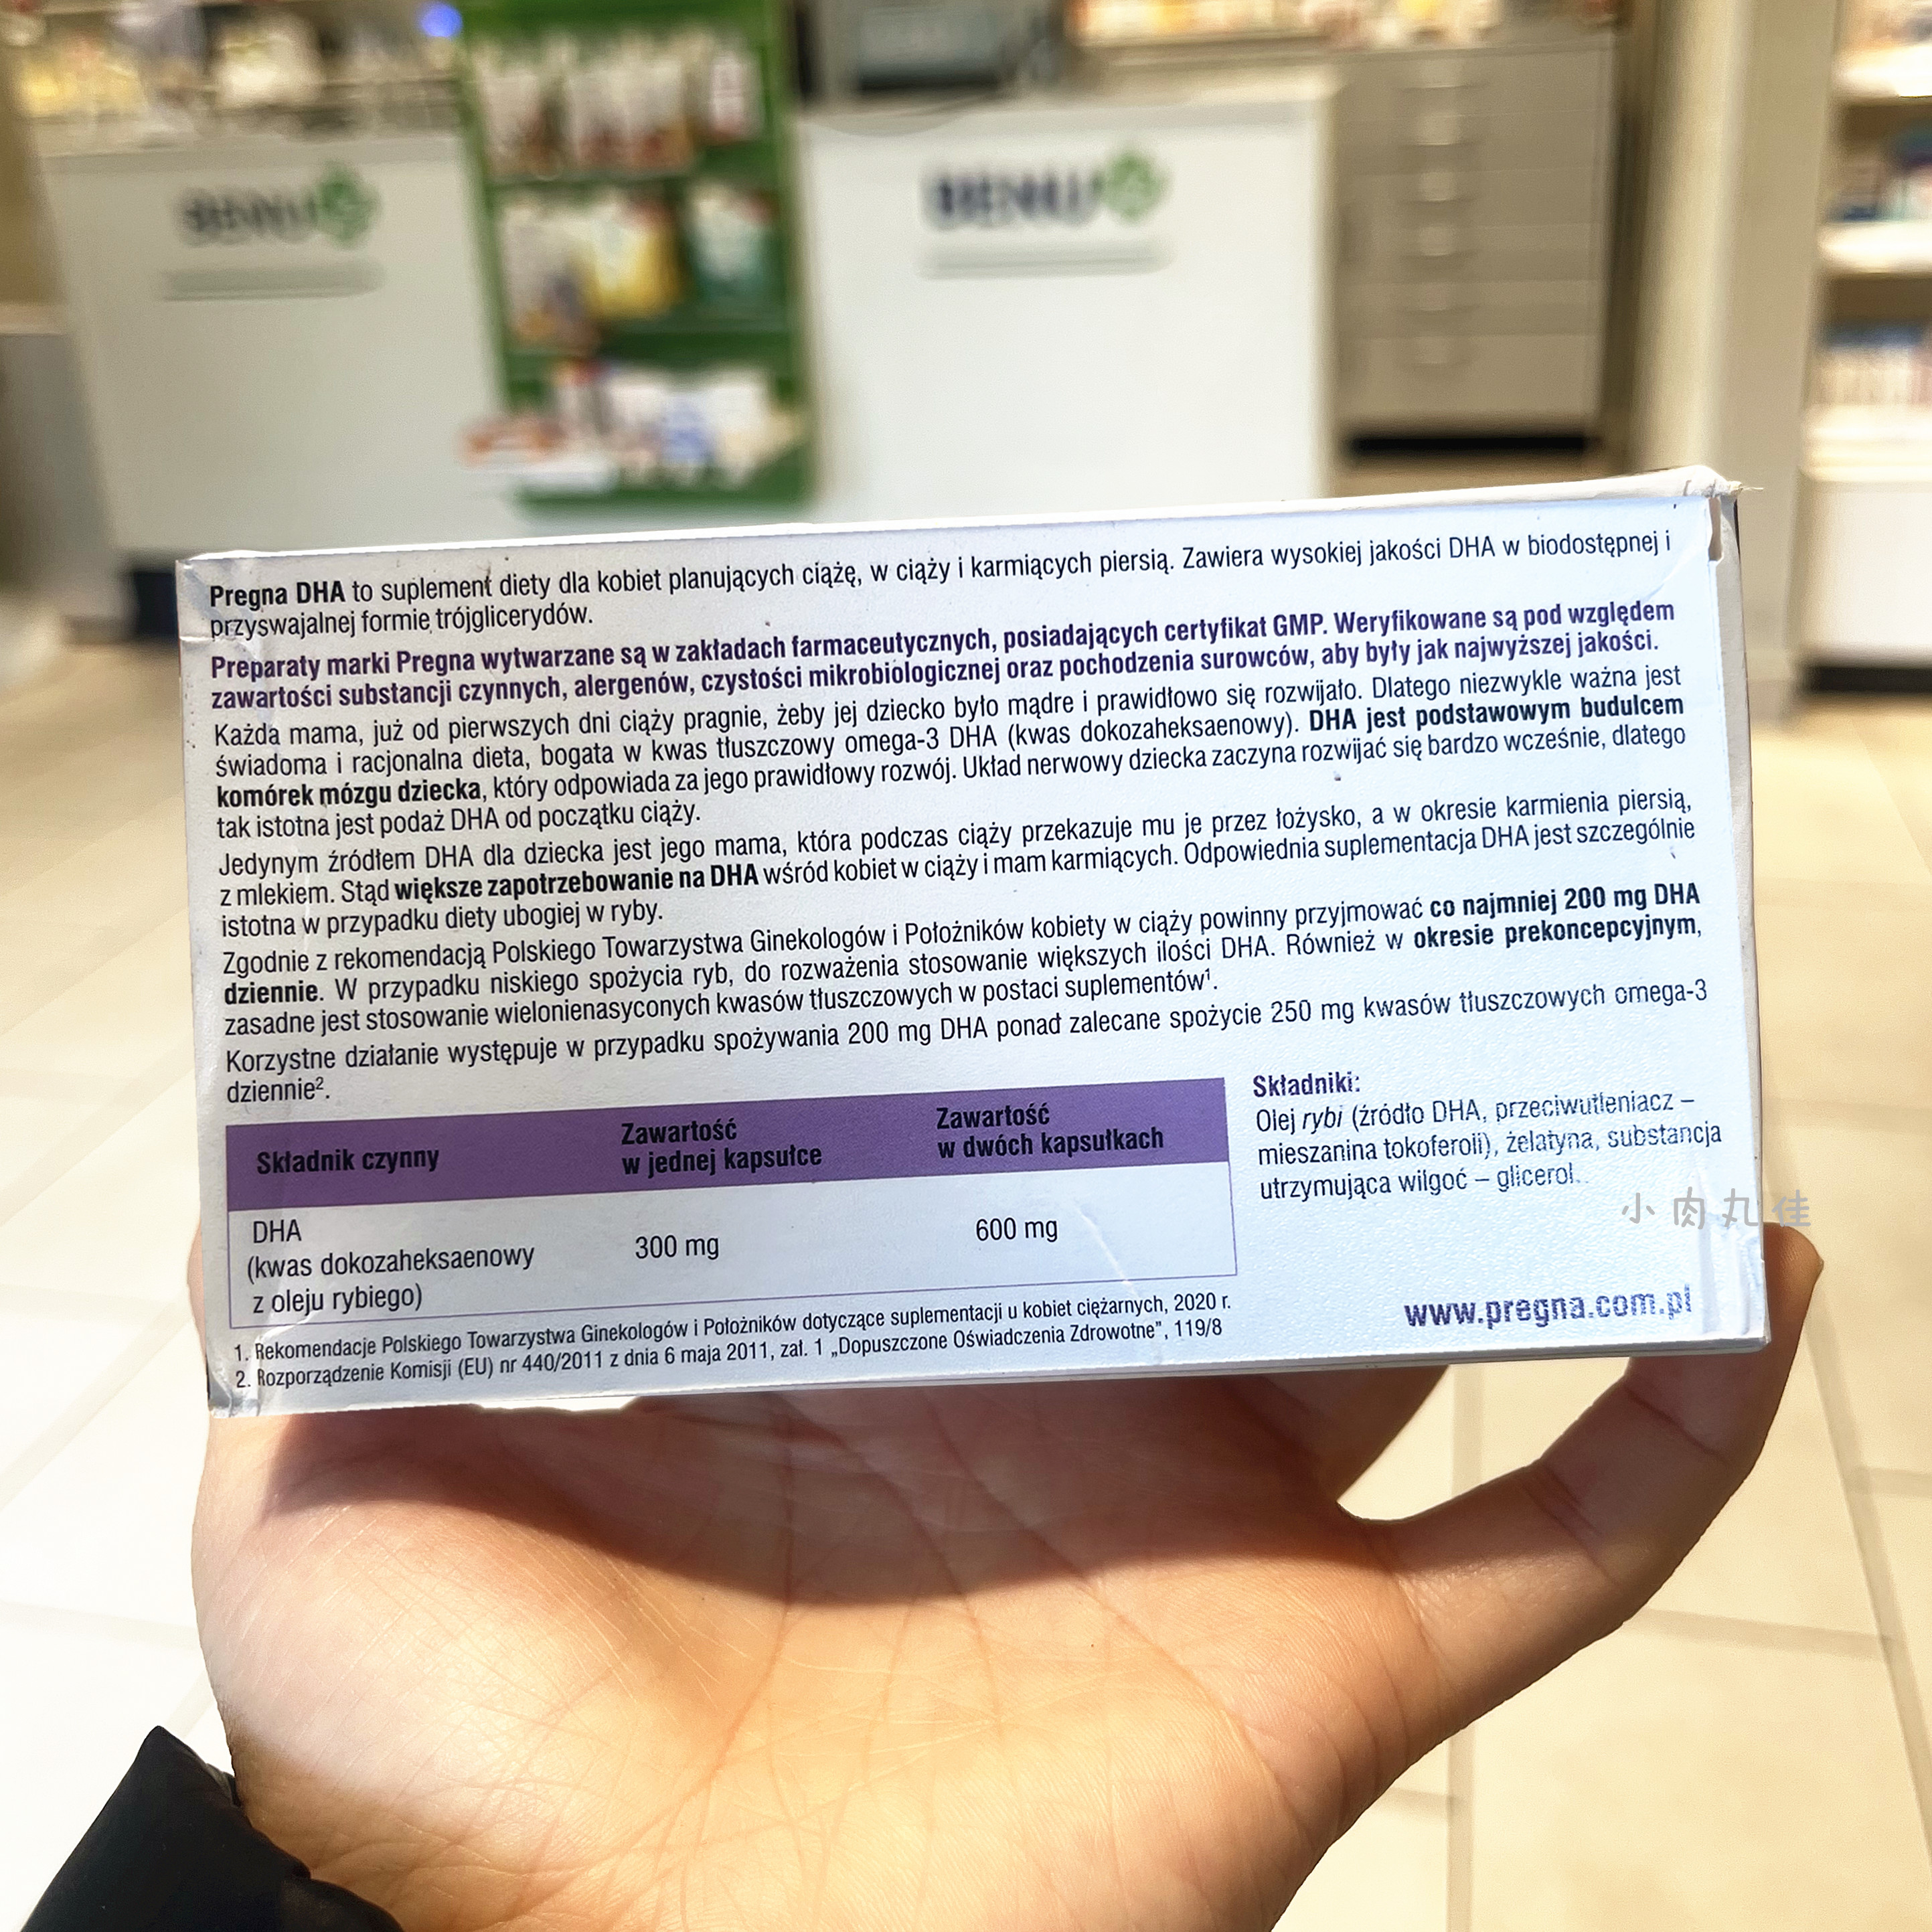 BENU
BENU
Pregna DHA to suplement diety dla kobiet planujących ciążę, w ciąży i karmiących piersią. Zawiera wysokiej jakości DHA w biodostępnej i
przyswajalnej formie trójglicerydów.
Preparaty marki Pregna wytwarzane są w zakładach farmaceutycznych, posiadających certyfikat GMP. Weryfikowane są pod względem
zawartości substancji czynnych, alergenów, czystości mikrobiologicznej oraz pochodzenia surowców, aby były jak najwyższej jakości.
Każda mama, już od pierwszych dni ciąży pragnie, żeby jej dziecko było mądre i prawidłowo się rozwijało. Dlatego niezwykle ważna jest
świadoma i racjonalna dieta, bogata w kwas tłuszczowy omega-3 DHA (kwas dokozaheksaenowy). DHA jest podstawowym budulcem
komórek mózgu dziecka, który odpowiada za jego prawidłowy rozwój. Układ nerwowy dziecka zaczyna rozwijać się bardzo wcześnie, dlatego
tak istotna jest podaż DHA od początku ciąży.
Jedynym źródłem DHA dla dziecka jest jego mama, która podczas ciąży przekazuje mu je przez łożysko, a w okresie karmienia piersią,
z mlekiem. Stąd większe zapotrzebowanie na DHA wśród kobiet w ciąży i mam karmiących. Odpowiednia suplementacja DHA jest szczególnie
istotna w przypadku diety ubogiej w ryby.
Zgodnie z rekomendacją Polskiego Towarzystwa Ginekologów i Położników kobiety w ciąży powinny przyjmować co najmniej 200 mg DHA
dziennie. W przypadku niskiego spożycia ryb, do rozważenia stosowanie większych ilości DHA. Również w okresie prekoncepcyjnym,
zasadne jest stosowanie wielonienasyconych kwasów tłuszczowych w postaci suplementów¹.
Korzystne działanie występuje w przypadku spożywania 200 mg DHA ponad zalecane spożycie 250 mg kwasów tłuszczowych omega-3
dziennie².
Składnik czynny
Zawartość
w jednej kapsułce
Zawartość
w dwóch kapsułkach
DHA
(kwas dokozaheksaenowy
z oleju rybiego)
300 mg
600 mg
Składniki:
Olej rybi (źródło DHA, przeciwutleniacz –
mieszanina tokoferoli), żelatyna, substancja
utrzymująca wilgoć – glicerol.
小肉丸佳
www.pregna.com.pl
1. Rekomendacje Polskiego Towarzystwa Ginekologów i Położników dotyczące suplementacji u kobiet ciężarnych, 2020 r.
2. Rozporządzenie Komisji (EU) nr 440/2011 z dnia 6 maja 2011, zał. 1 „Dopuszczone Oświadczenia Zdrowotne”, 119/8